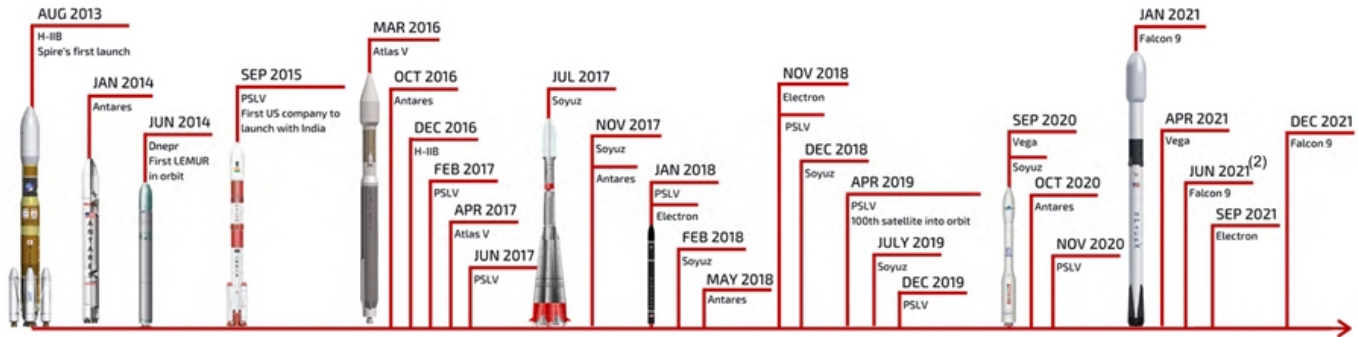 AUG 2013
H-IIB
Spire's first launch
JAN 2014
Antares
JUN 2014
Dnepr
First LEMUR
in orbit
SEP 2015
PSLV
First US company to
launch with India
MAR 2016
Atlas V
OCT 2016
Antares
DEC 2016
H-IIB
FEB 2017
PSLV
APR 2017
Atlas V
JUN 2017
PSLV
JUL 2017
Soyuz
NOV 2017
Soyuz
Antares
JAN 2018
PSLV
Electron
FEB 2018
Soyuz
MAY 2018
Antares
NOV 2018
Electron
PSLV
DEC 2018
Soyuz
APR 2019
PSLV
100th satellite into orbit
JULY 2019
Soyuz
DEC 2019
PSLV
SEP 2020
Vega
Soyuz
OCT 2020
Antares
NOV 2020
PSLV
JAN 2021
Falcon 9
APR 2021
Vega
JUN 2021(2)
Falcon 9
SEP 2021
Electron
DEC 2021
Falcon 9
ANTARES